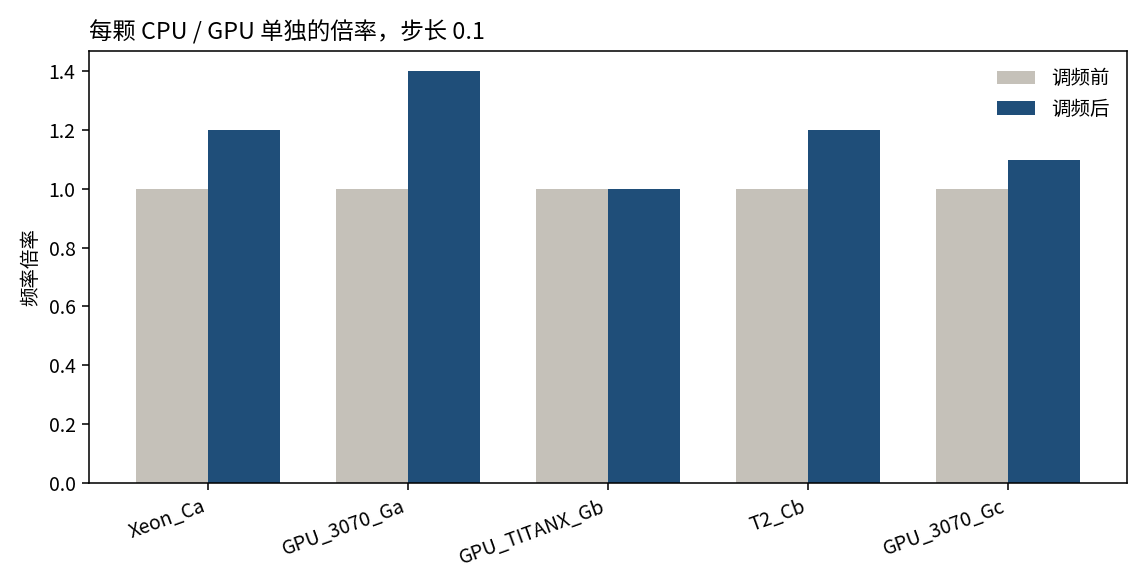 每颗 CPU / GPU 单独的倍率，步长 0.1
频率倍率
1.4
1.2
1.0
0.8
0.6
0.4
0.2
0.0
调频前
调频后
Xeon_Ca
GPU_3070_Ga
GPU_TITANX_Gb
T2_Cb
GPU_3070_Gc